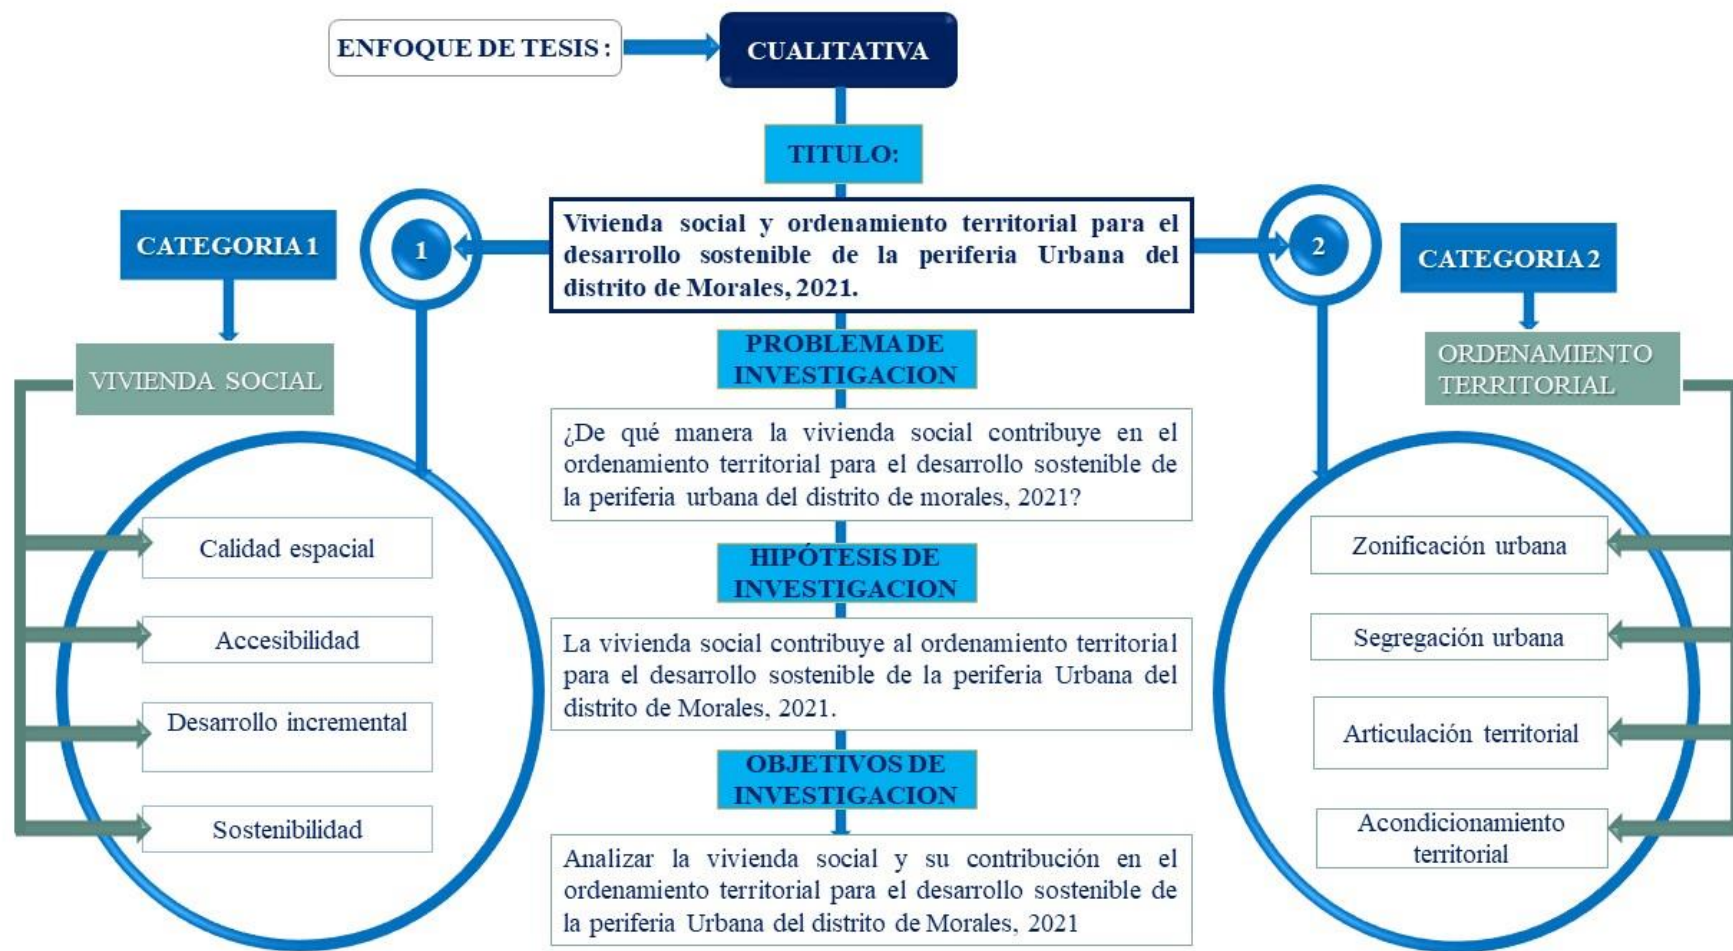 ENFOQUE DE TESIS :
CUALITATIVA
TITULO:
Vivienda social y ordenamiento territorial para el
desarrollo sostenible de la periferia Urbana del
distrito de Morales, 2021.
CATEGORIA 1
1
VIVIENDA SOCIAL
Calidad espacial
Accesibilidad
Desarrollo incremental
Sostenibilidad
PROBLEMA DE
INVESTIGACION
¿De qué manera la vivienda social contribuye en el
ordenamiento territorial para el desarrollo sostenible de
la periferia urbana del distrito de morales, 2021?
HIPÓTESIS DE
INVESTIGACION
La vivienda social contribuye al ordenamiento territorial
para el desarrollo sostenible de la periferia Urbana del
distrito de Morales, 2021.
OBJETIVOS DE
INVESTIGACION
Analizar la vivienda social y su contribución en el
ordenamiento territorial para el desarrollo sostenible de
la periferia Urbana del distrito de Morales, 2021
2
CATEGORIA 2
ORDENAMIENTO
TERRITORIAL
Zonificación urbana
Segregación urbana
Articulación territorial
Acondicionamiento
territorial